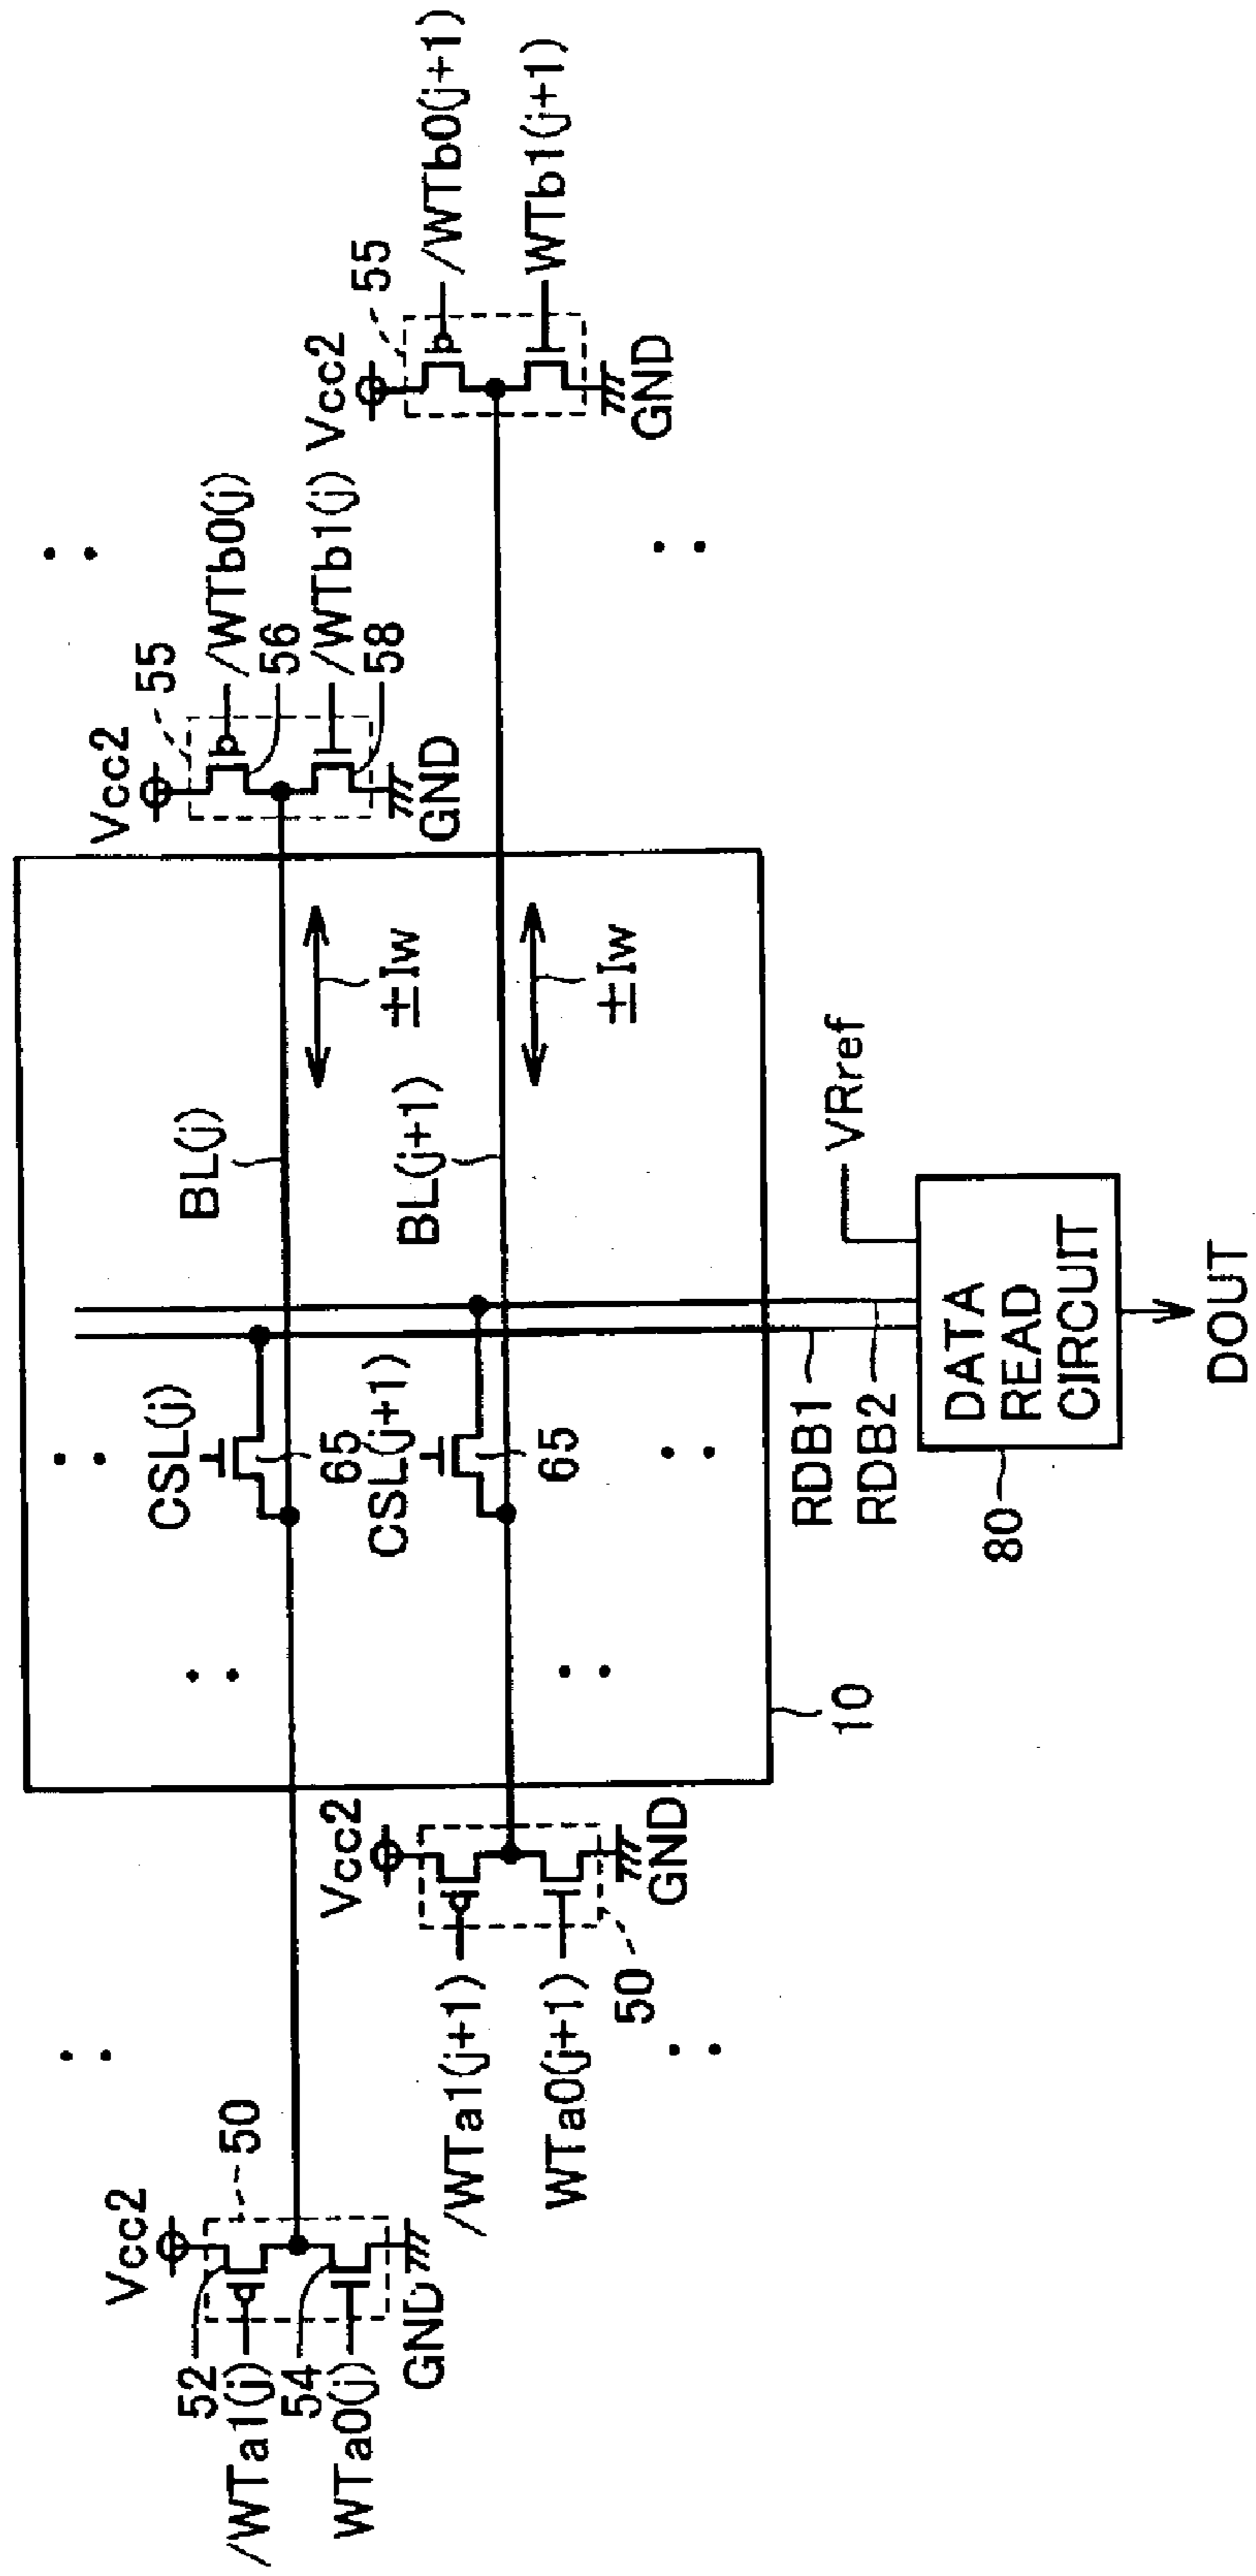 Vcc2
50
52
/WTa1(j)
54
WTa0(j)
GND
Vcc2
/WTa1(j+1)
WTa0(j+1)
50
GND
CSL(j)
65
CSL(j+1)
65
BL(j)
±Iw
BL(j+1)
±Iw
10
RDB1
RDB2
VRref
80
DATA
READ
CIRCUIT
DOUT
Vcc2
55
/WTb0(j)
56
/WTb1(j)
58
GND
Vcc2
55
/WTb0(j+1)
WTb1(j+1)
GND